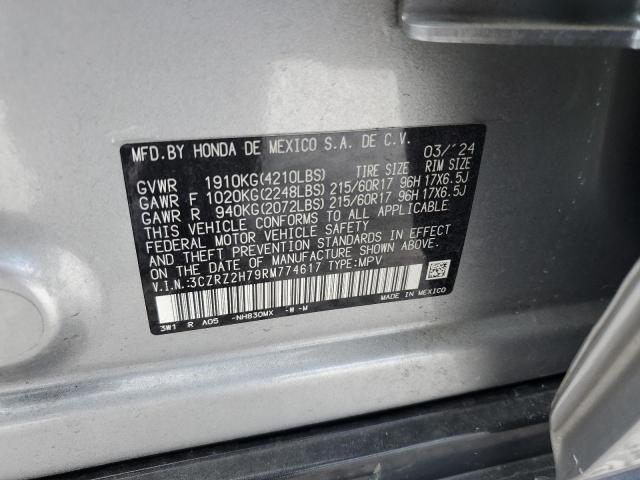 MFD.BY HONDA DE MEXICO S.A. DE C.V. 03/'24
GVWR 1910KG(4210LBS) TIRE SIZE RIM SIZE
GAWR F 1020KG(2248LBS) 215/60R17 96H 17X6.5J
GAWR R 940KG(2072LBS) 215/60R17 96H 17X6.5J
THIS VEHICLE CONFORMS TO ALL APPLICABLE
FEDERAL MOTOR VEHICLE SAFETY
AND THEFT PREVENTION STANDARDS IN EFFECT
ON THE DATE OF MANUFACTURE SHOWN ABOVE.
V.I.N.:3CZRZ2H79RM774617 TYPE:MPV
3W1 R A05 -NH830MX -W -M
MADE IN MEXICO